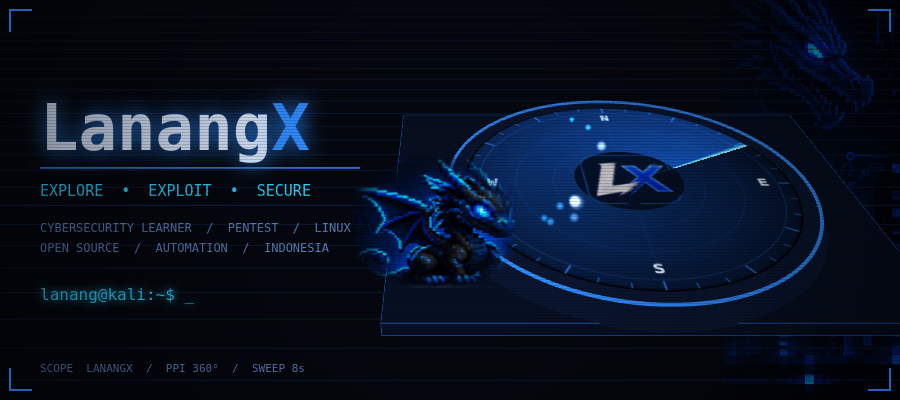 LanangX
EXPLORE • EXPLOIT • SECURE
CYBERSECURITY LEARNER / PENTEST / LINUX
OPEN SOURCE / AUTOMATION / INDONESIA
lanang@kali:~$ _
SCOPE LANANGX / PPI 360° / SWEEP 8s
N
W
LX
E
S